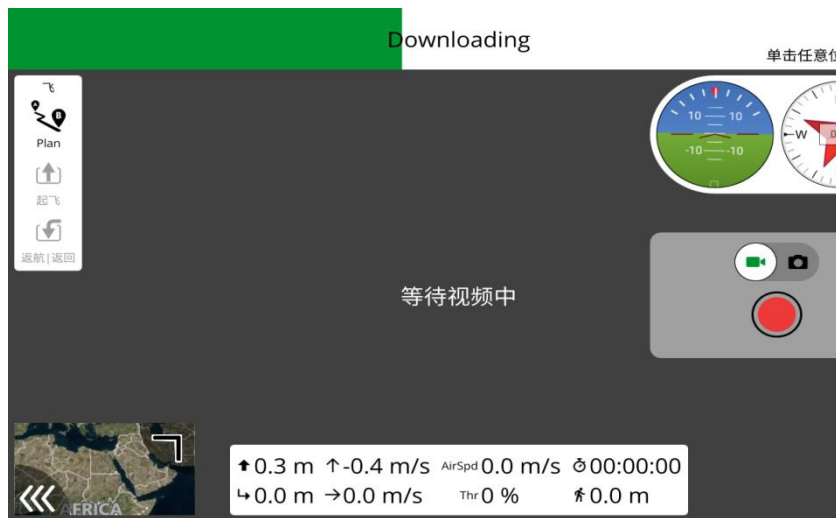 Downloading
单击任意位
飞
Plan
起飞
返航|返回
10 10
-10 -10
W 0
等待视频中
AFRICA
0.3 m -0.4 m/s AirSpd 0.0 m/s 00:00:00
0.0 m 0.0 m/s Thr 0 % 0.0 m